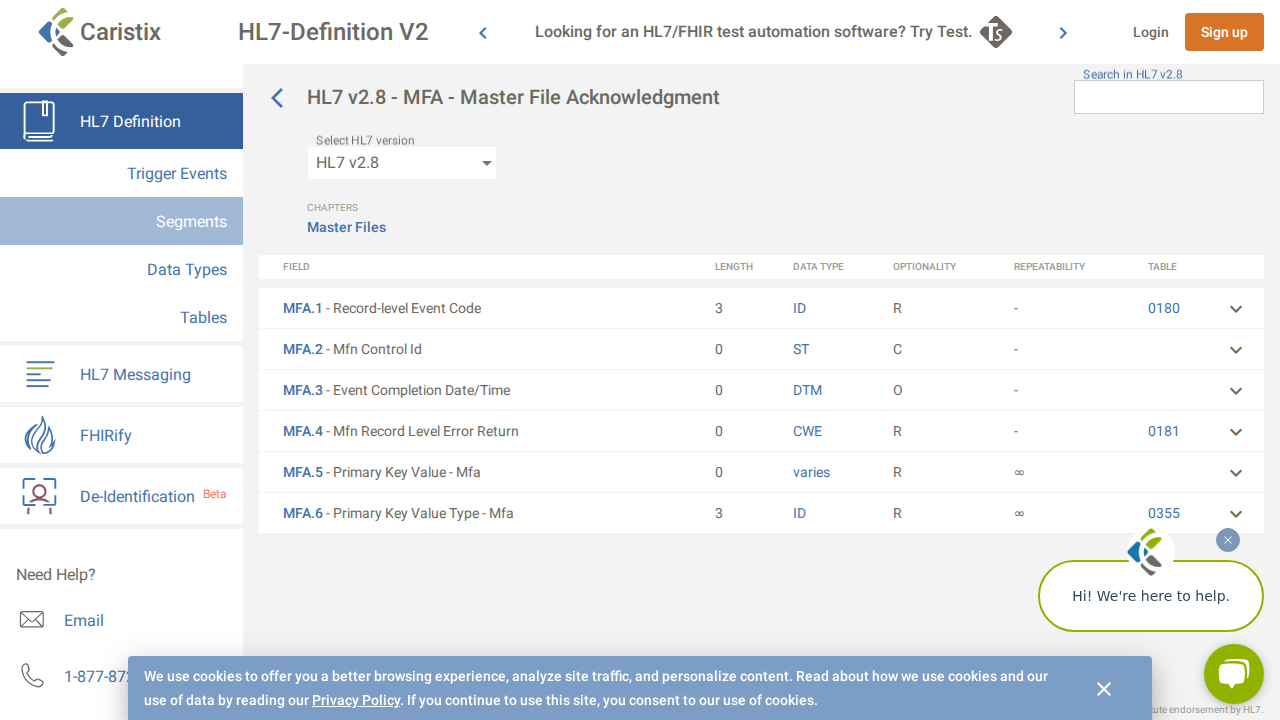 Caristix
HL7-Definition V2
Looking for an HL7/FHIR test automation software? Try Test.
Login
Sign up
HL7 Definition
Trigger Events
Segments
Data Types
Tables
HL7 Messaging
FHIRify
De-Identification Beta
Need Help?
Email
1-877-872
HL7 v2.8 - MFA - Master File Acknowledgment
Search in HL7 v2.8
Select HL7 version
HL7 v2.8
CHAPTERS
Master Files
FIELD LENGTH DATA TYPE OPTIONALITY REPEATABILITY TABLE
MFA.1 - Record-level Event Code 3 ID R - 0180
MFA.2 - Mfn Control Id 0 ST C -
MFA.3 - Event Completion Date/Time 0 DTM O -
MFA.4 - Mfn Record Level Error Return 0 CWE R - 0181
MFA.5 - Primary Key Value - Mfa 0 varies R ∞
MFA.6 - Primary Key Value Type - Mfa 3 ID R ∞ 0355
Hi! We're here to help.
We use cookies to offer you a better browsing experience, analyze site traffic, and personalize content. Read about how we use cookies and our
use of data by reading our Privacy Policy. If you continue to use this site, you consent to our use of cookies.
endorsement by HL7.